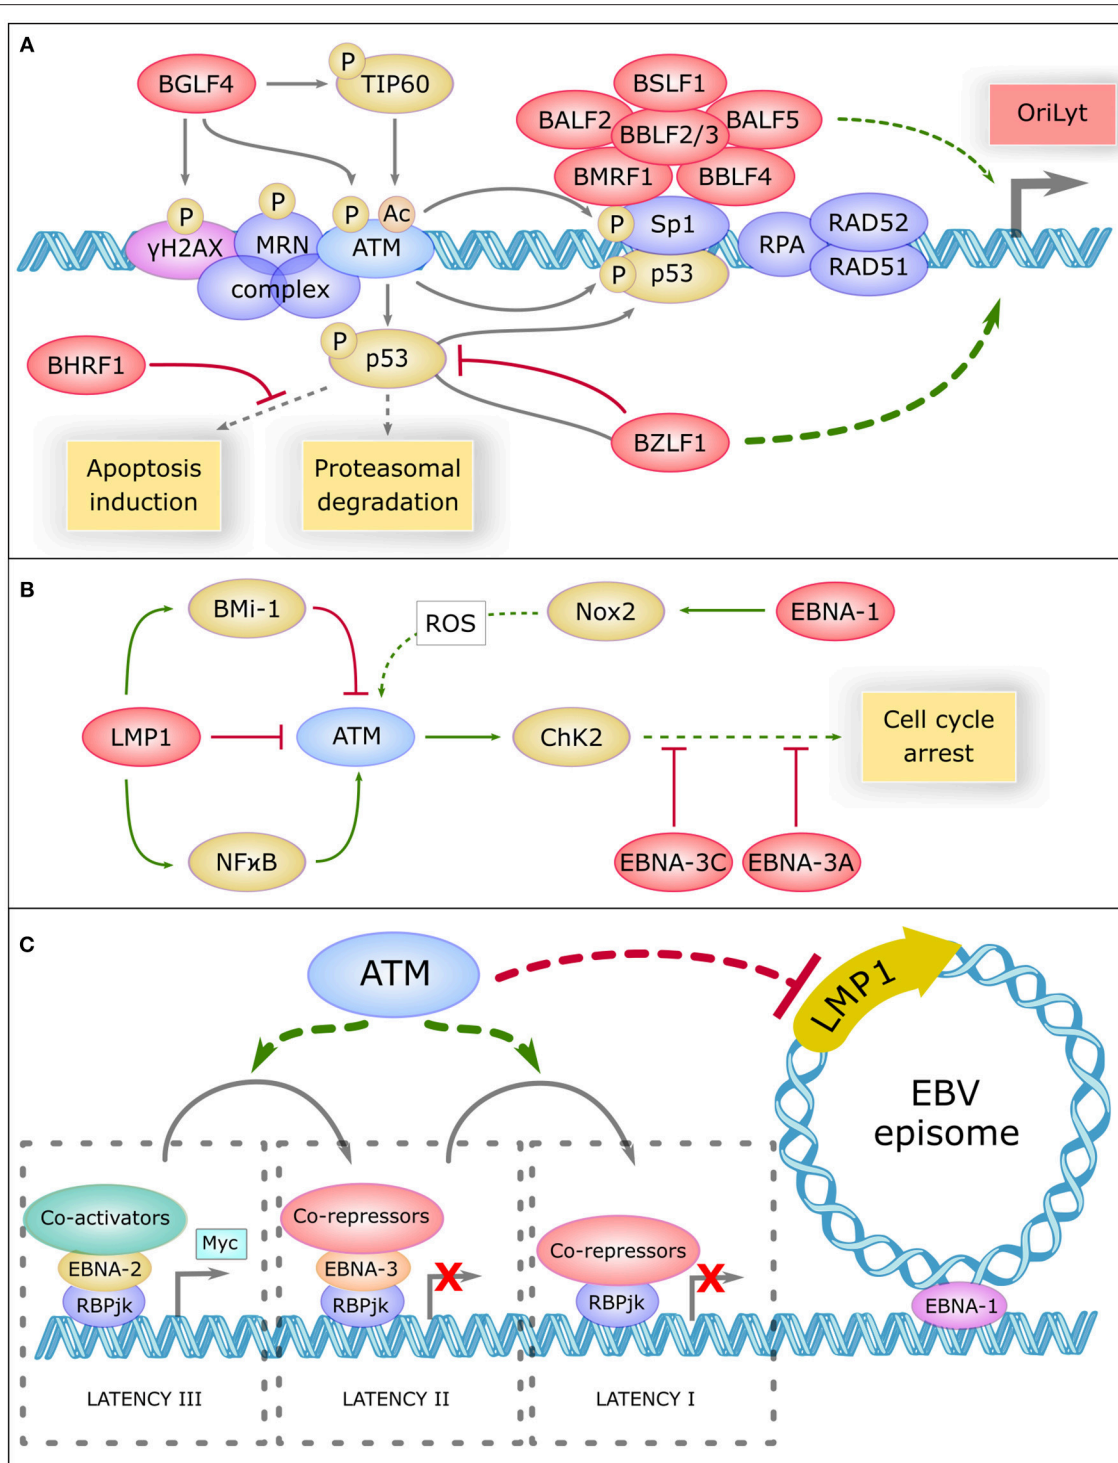 A
BGLF4
P
TIP60
BSLF1
BALF2
BBLF2/3
BALF5
BMRF1
BBLF4
OriLyt
P
γH2AX
P
MRN
complex
P
Ac
ATM
P
Sp1
P
p53
RPA
RAD52
RAD51
P
p53
BHRF1
BZLF1
Apoptosis
induction
Proteasomal
degradation
B
BMi-1
ROS
Nox2
EBNA-1
LMP1
ATM
ChK2
Cell cycle
arrest
NFϰB
EBNA-3C
EBNA-3A
C
ATM
LMP1
EBV
episome
Co-activators
EBNA-2
RBPjk
Myc
LATENCY III
Co-repressors
EBNA-3
RBPjk
X
LATENCY II
Co-repressors
RBPjk
X
LATENCY I
EBNA-1